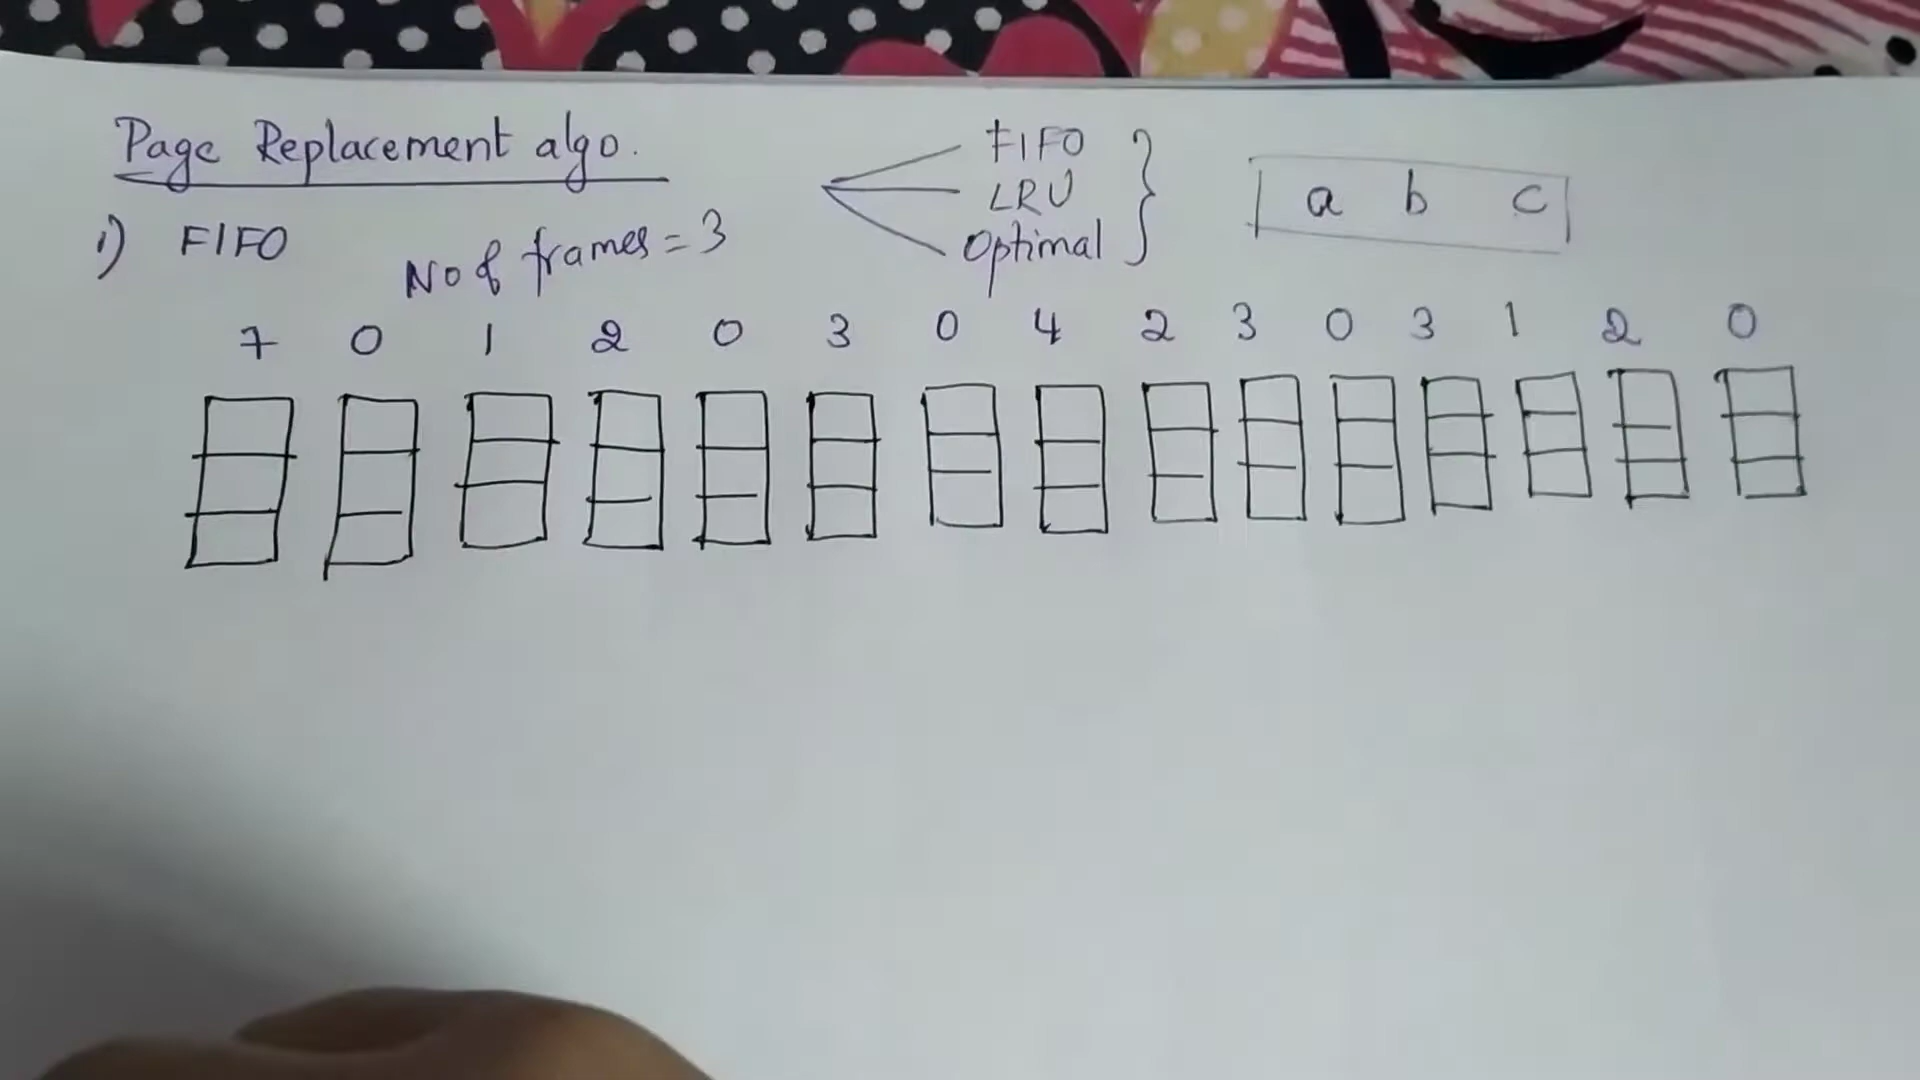 Page Replacement algo.
FIFO
LRU
Optimal
a b c
1) FIFO
No of frames = 3
7 0 1 2 0 3 0 4 2 3 0 3 1 2 0